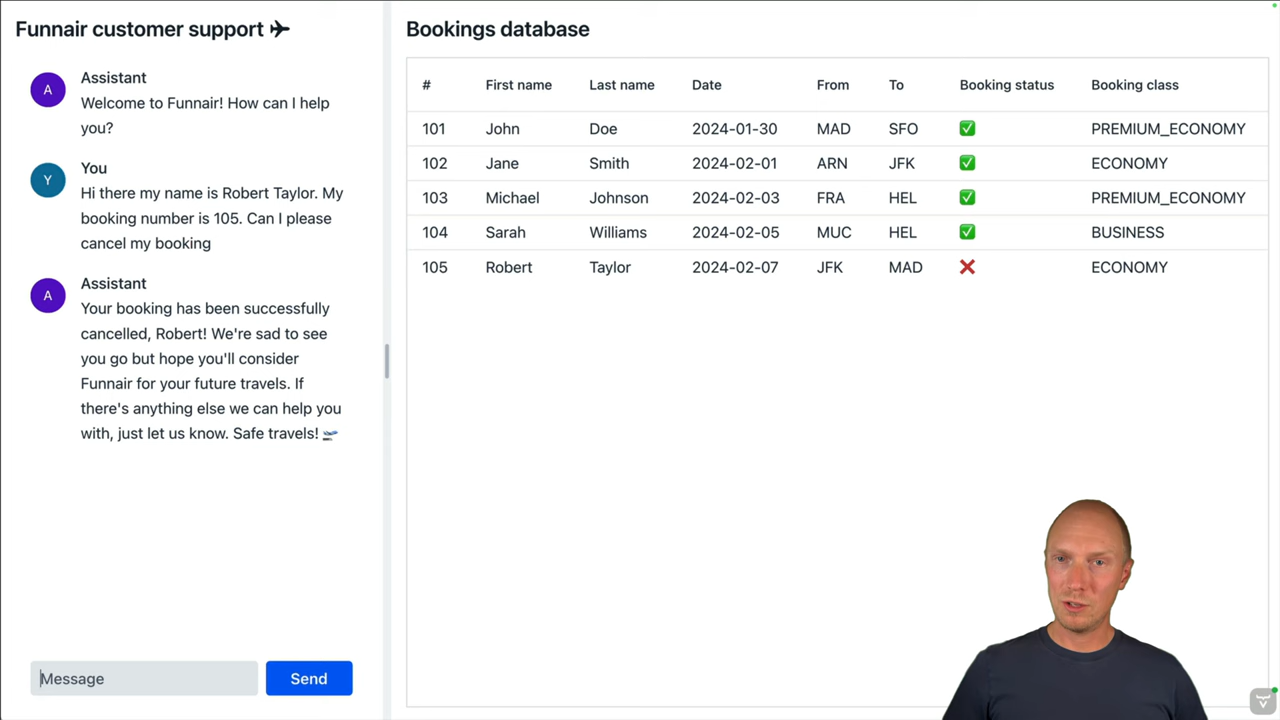 Funnair customer support ✈
A
Assistant
Welcome to Funnair! How can I help
you?
Y
You
Hi there my name is Robert Taylor. My
booking number is 105. Can I please
cancel my booking
A
Assistant
Your booking has been successfully
cancelled, Robert! We're sad to see
you go but hope you'll consider
Funnair for your future travels. If
there's anything else we can help you
with, just let us know. Safe travels! 🛫
Message
Send
Bookings database
# First name Last name Date From To Booking status Booking class
101 John Doe 2024-01-30 MAD SFO ✅ PREMIUM_ECONOMY
102 Jane Smith 2024-02-01 ARN JFK ✅ ECONOMY
103 Michael Johnson 2024-02-03 FRA HEL ✅ PREMIUM_ECONOMY
104 Sarah Williams 2024-02-05 MUC HEL ✅ BUSINESS
105 Robert Taylor 2024-02-07 JFK MAD ❌ ECONOMY